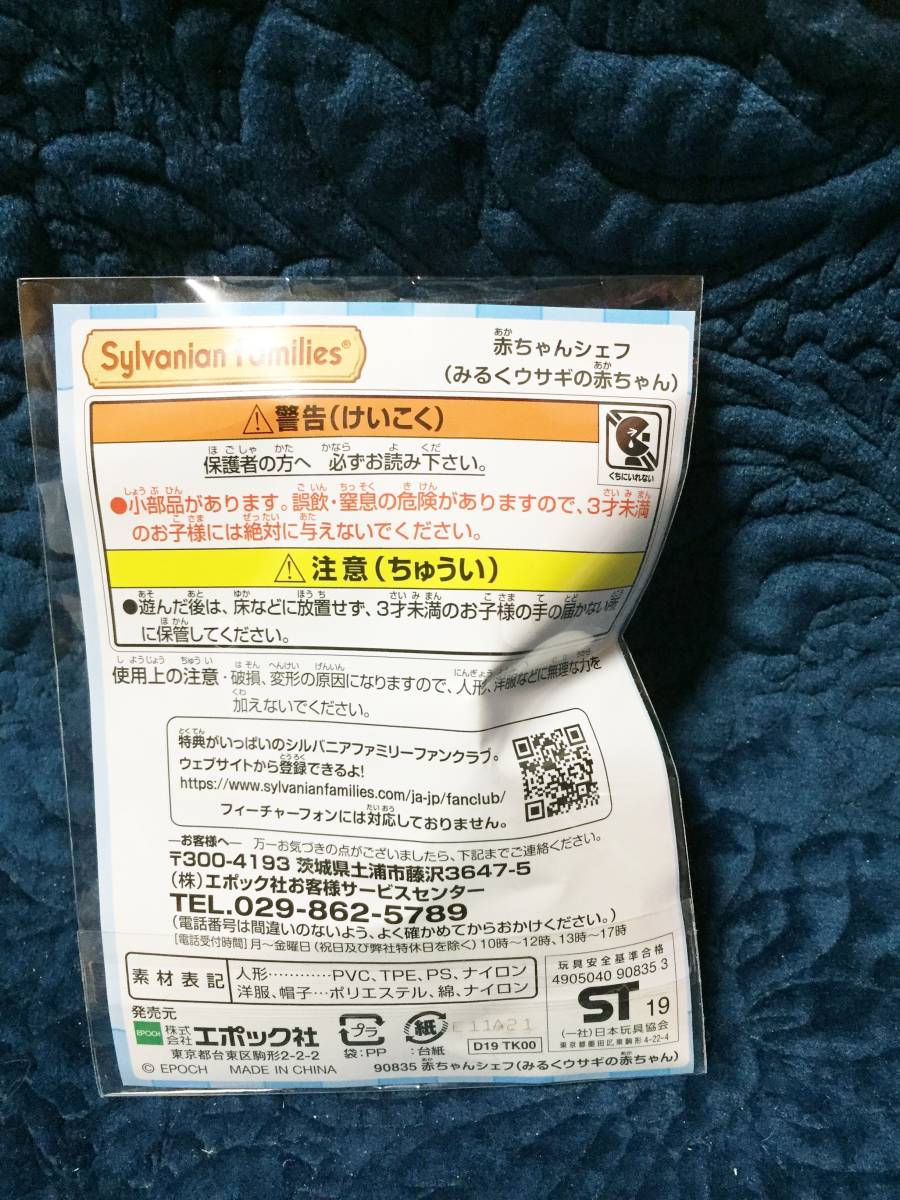 Sylvanian Families®
赤ちゃんシェフ
(みるくウサギの赤ちゃん)
⚠警告(けいこく)
くちにいれない
保護者の方へ 必ずお読み下さい。
●小部品があります。誤飲・窒息の危険がありますので、3才未満
のお子様には絶対に与えないでください。
⚠注意(ちゅうい)
●遊んだ後は、床などに放置せず、3才未満のお子様の手の届かない所
に保管してください。
使用上の注意・破損、変形の原因になりますので、人形、洋服などに無理な力を
加えないでください。
特典がいっぱいのシルバニアファミリーファンクラブ。
ウェブサイトから登録できるよ!
https://www.sylvanianfamilies.com/ja-jp/fanclub/
フィーチャーフォンには対応しておりません。
―お客様へ― 万一お気づきの点がございましたら、下記までご連絡ください。
〒300-4193 茨城県土浦市藤沢3647-5
(株)エポック社お客様サービスセンター
TEL.029-862-5789
(電話番号は間違いのないよう、よく確かめてからおかけください。)
[電話受付時間]月〜金曜日(祝日及び弊社特休日を除く)10時〜12時、13時〜17時
素材表記
人形…………PVC、TPE、PS、ナイロン
洋服、帽子…ポリエステル、綿、ナイロン
玩具安全基準合格
4905040 90835 3
ST 19
(一社)日本玩具協会
東京都墨田区東駒形4-22-4
発売元
EPOCH 株式会社エポック社
東京都台東区駒形2-2-2
© EPOCH MADE IN CHINA
プラ
袋:PP
紙
:台紙
E11A21
D19 TK00
90835 赤ちゃんシェフ(みるくウサギの赤ちゃん)